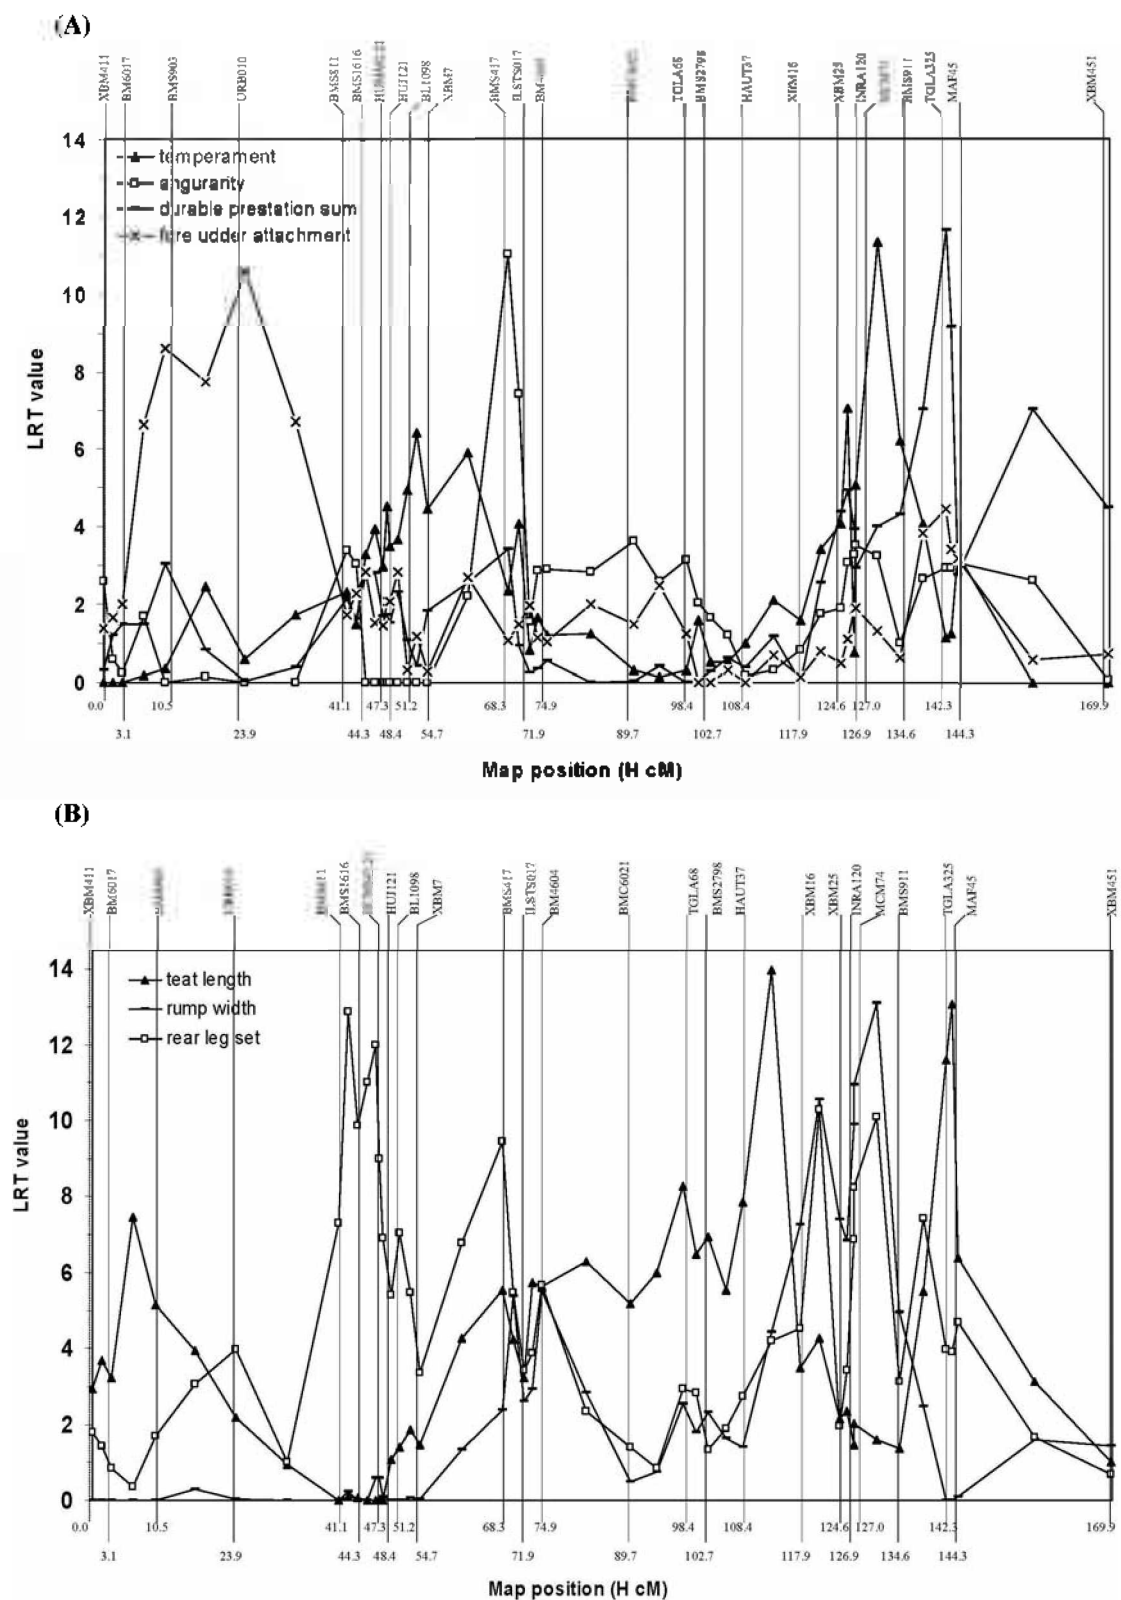 (A)
XBM411
BM6017
BMS903
URB010
BMS811
BMS1616
HUJ121
BL1098
XBM7
BMS417
ILSTS017
TGLA68
BMS2798
HAUT37
XBM16
XBM25
INRA120
BMS911
TGLA325
MAF45
XBM451
14
12
10
8
6
4
2
0
LRT value
temperament
angurarity
durable prestation sum
fore udder attachment
0.0 10.5 41.1 47.3 51.2 68.3 74.9 98.4 108.4 124.6 127.0 142.3 169.9
3.1 23.9 44.3 48.4 54.7 71.9 89.7 102.7 117.9 126.9 134.6 144.3
Map position (H cM)
(B)
XBM411
BM6017
BMS1616
HUJ121
BL1098
XBM7
BMS417
ILSTS017
BM4604
BMC6021
TGLA68
BMS2798
HAUT37
XBM16
XBM25
INRA120
MCM74
BMS911
TGLA325
MAF45
XBM451
14
12
10
8
6
4
2
0
LRT value
teat length
rump width
rear leg set
0.0 10.5 41.1 47.3 51.2 68.3 74.9 98.4 108.4 124.6 127.0 142.3 169.9
3.1 23.9 44.3 48.4 54.7 71.9 89.7 102.7 117.9 126.9 134.6 144.3
Map position (H cM)